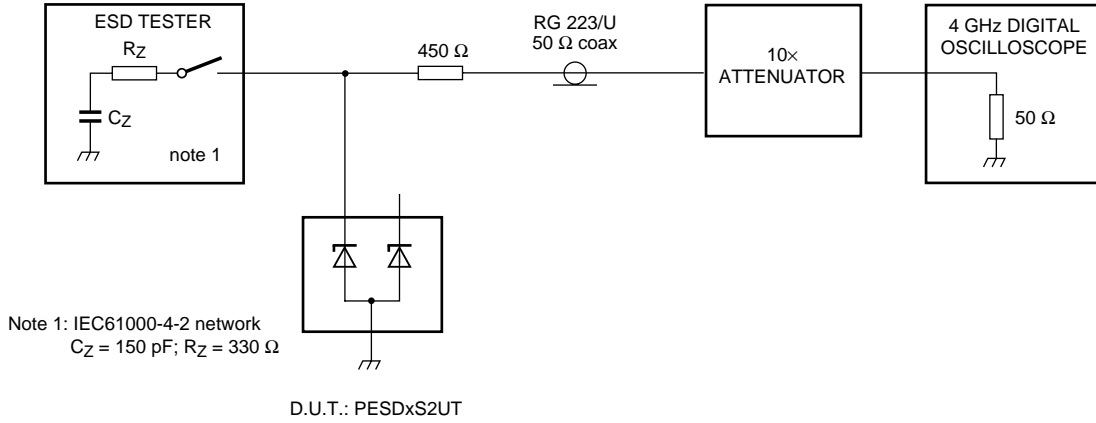 ESD TESTER
RZ
CZ
note 1
450 Ω
RG 223/U
50 Ω coax
10×
ATTENUATOR
4 GHz DIGITAL
OSCILLOSCOPE
50 Ω
Note 1: IEC61000-4-2 network
CZ = 150 pF; RZ = 330 Ω
D.U.T.: PESDxS2UT